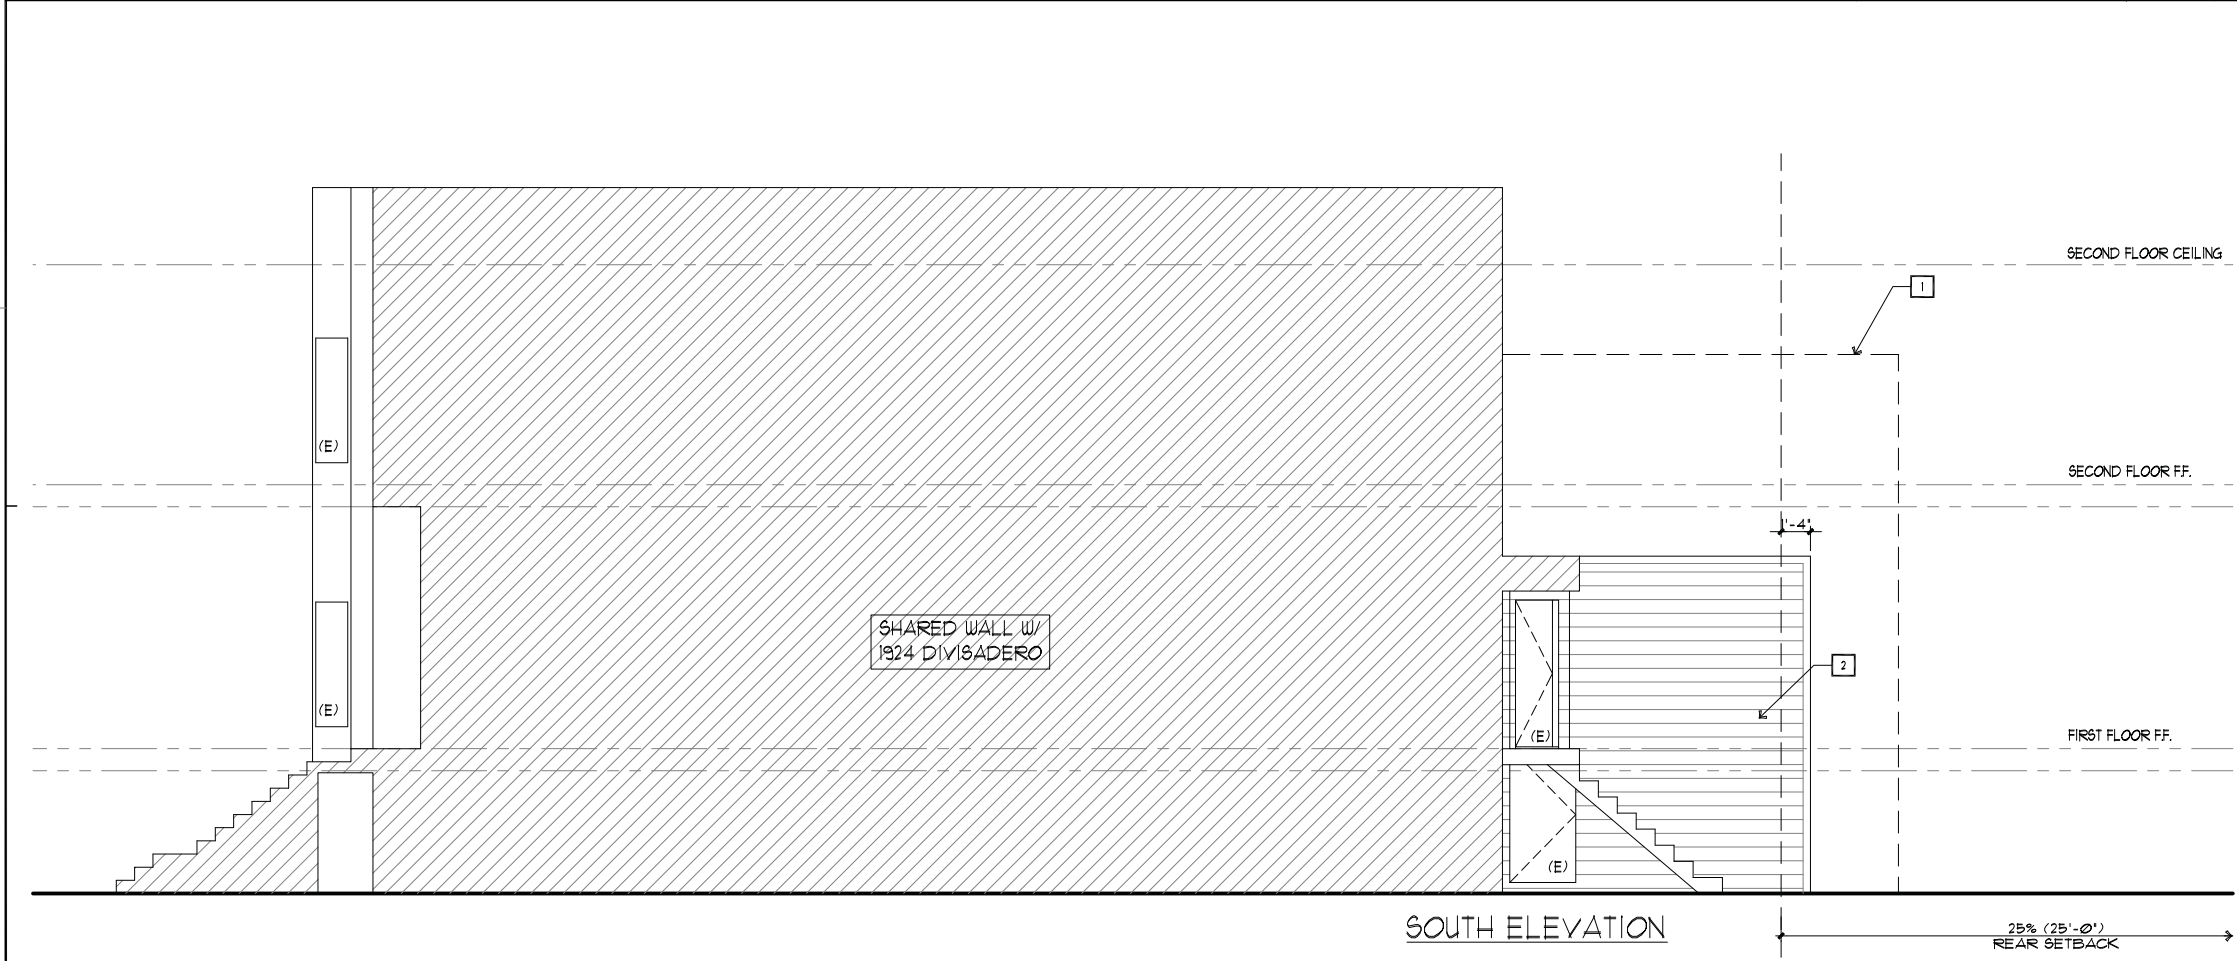 SECOND FLOOR CEILING
1
(E)
SECOND FLOOR F.F.
1'-4"
SHARED WALL W/
1924 DIVISADERO
2
(E)
(E)
FIRST FLOOR F.F.
(E)
SOUTH ELEVATION
25% (25'-0")
REAR SETBACK